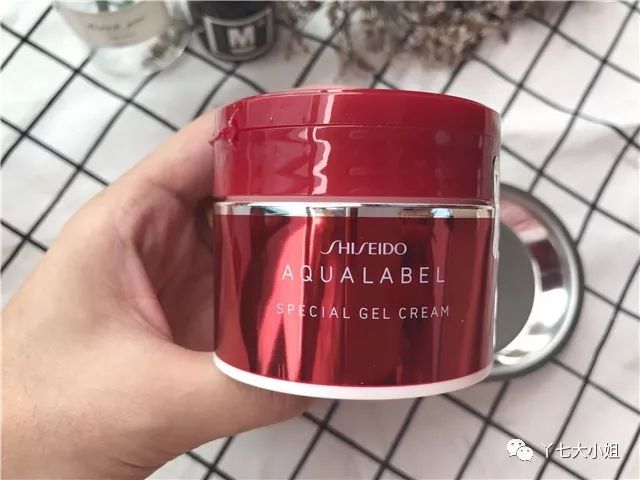 M
SHISEIDO
AQUALABEL
SPECIAL GEL CREAM
丫七大小姐